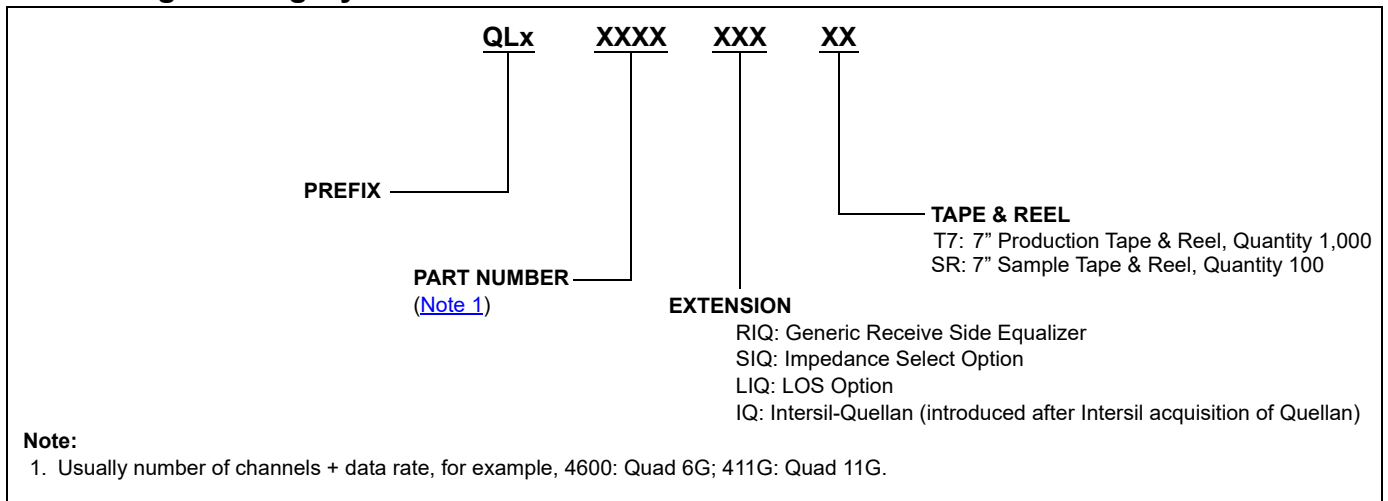 QLx XXXX XXX XX
PREFIX
TAPE & REEL
T7: 7” Production Tape & Reel, Quantity 1,000
SR: 7” Sample Tape & Reel, Quantity 100
PART NUMBER
(Note 1)
EXTENSION
RIQ: Generic Receive Side Equalizer
SIQ: Impedance Select Option
LIQ: LOS Option
IQ: Intersil-Quellan (introduced after Intersil acquisition of Quellan)
Note:
1. Usually number of channels + data rate, for example, 4600: Quad 6G; 411G: Quad 11G.